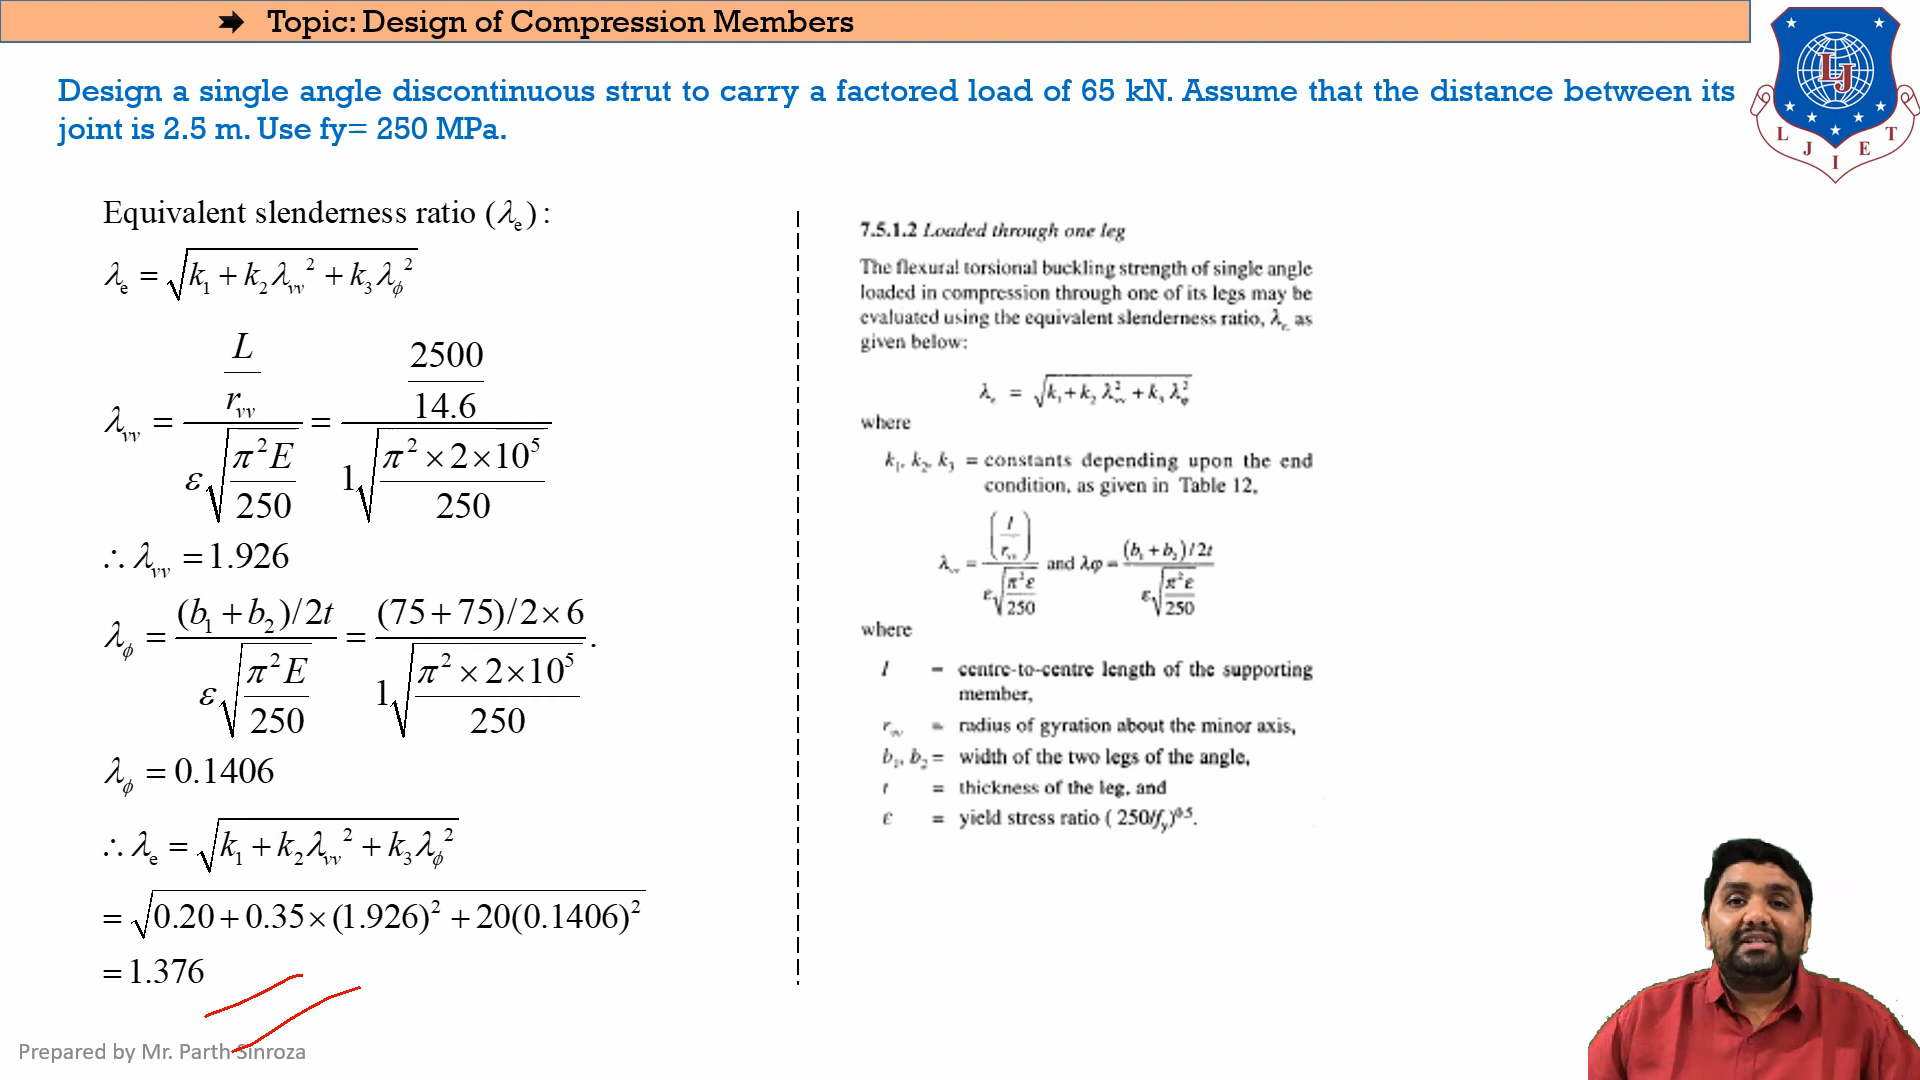 ➡ Topic: Design of Compression Members
Design a single angle discontinuous strut to carry a factored load of 65 kN. Assume that the distance between its
joint is 2.5 m. Use fy= 250 MPa.
L J I E T
LJ
Equivalent slenderness ratio (λe) :
λe = √(k₁ + k₂λvv² + k₃λϕ²)
λvv = (L/rvv) / (ε√(π²E/250)) = (2500/14.6) / (1√(π² × 2 × 10⁵/250))
∴ λvv = 1.926
λϕ = ((b₁ + b₂)/2t) / (ε√(π²E/250)) = ((75 + 75)/2 × 6) / (1√(π² × 2 × 10⁵/250)).
λϕ = 0.1406
∴ λe = √(k₁ + k₂λvv² + k₃λϕ²)
= √(0.20 + 0.35 × (1.926)² + 20(0.1406)²)
= 1.376
Prepared by Mr. Parth Sinroza
7.5.1.2 Loaded through one leg
The flexural torsional buckling strength of single angle
loaded in compression through one of its legs may be
evaluated using the equivalent slenderness ratio, λe as
given below:
λe = √(k₁ + k₂ λvv² + k₃ λφ²)
where
k₁, k₂, k₃ = constants depending upon the end
condition, as given in Table 12,
λvv = (l/rvv) / (ε√(π²ε/250)) and λφ = ((b₁ + b₂)/2t) / (ε√(π²ε/250))
where
l = centre-to-centre length of the supporting
member,
rvv = radius of gyration about the minor axis,
b₁, b₂ = width of the two legs of the angle,
t = thickness of the leg, and
ε = yield stress ratio ( 250/fy)⁰·⁵.